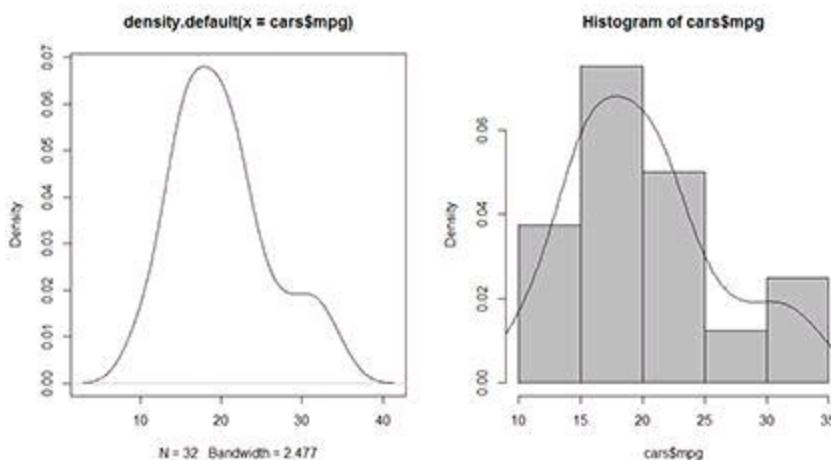 density.default(x = cars$mpg)
Density
0.00 0.01 0.02 0.03 0.04 0.05 0.06 0.07
10 20 30 40
N = 32 Bandwidth = 2.477
Histogram of cars$mpg
Density
0.00 0.02 0.04 0.06
10 15 20 25 30 35
cars$mpg